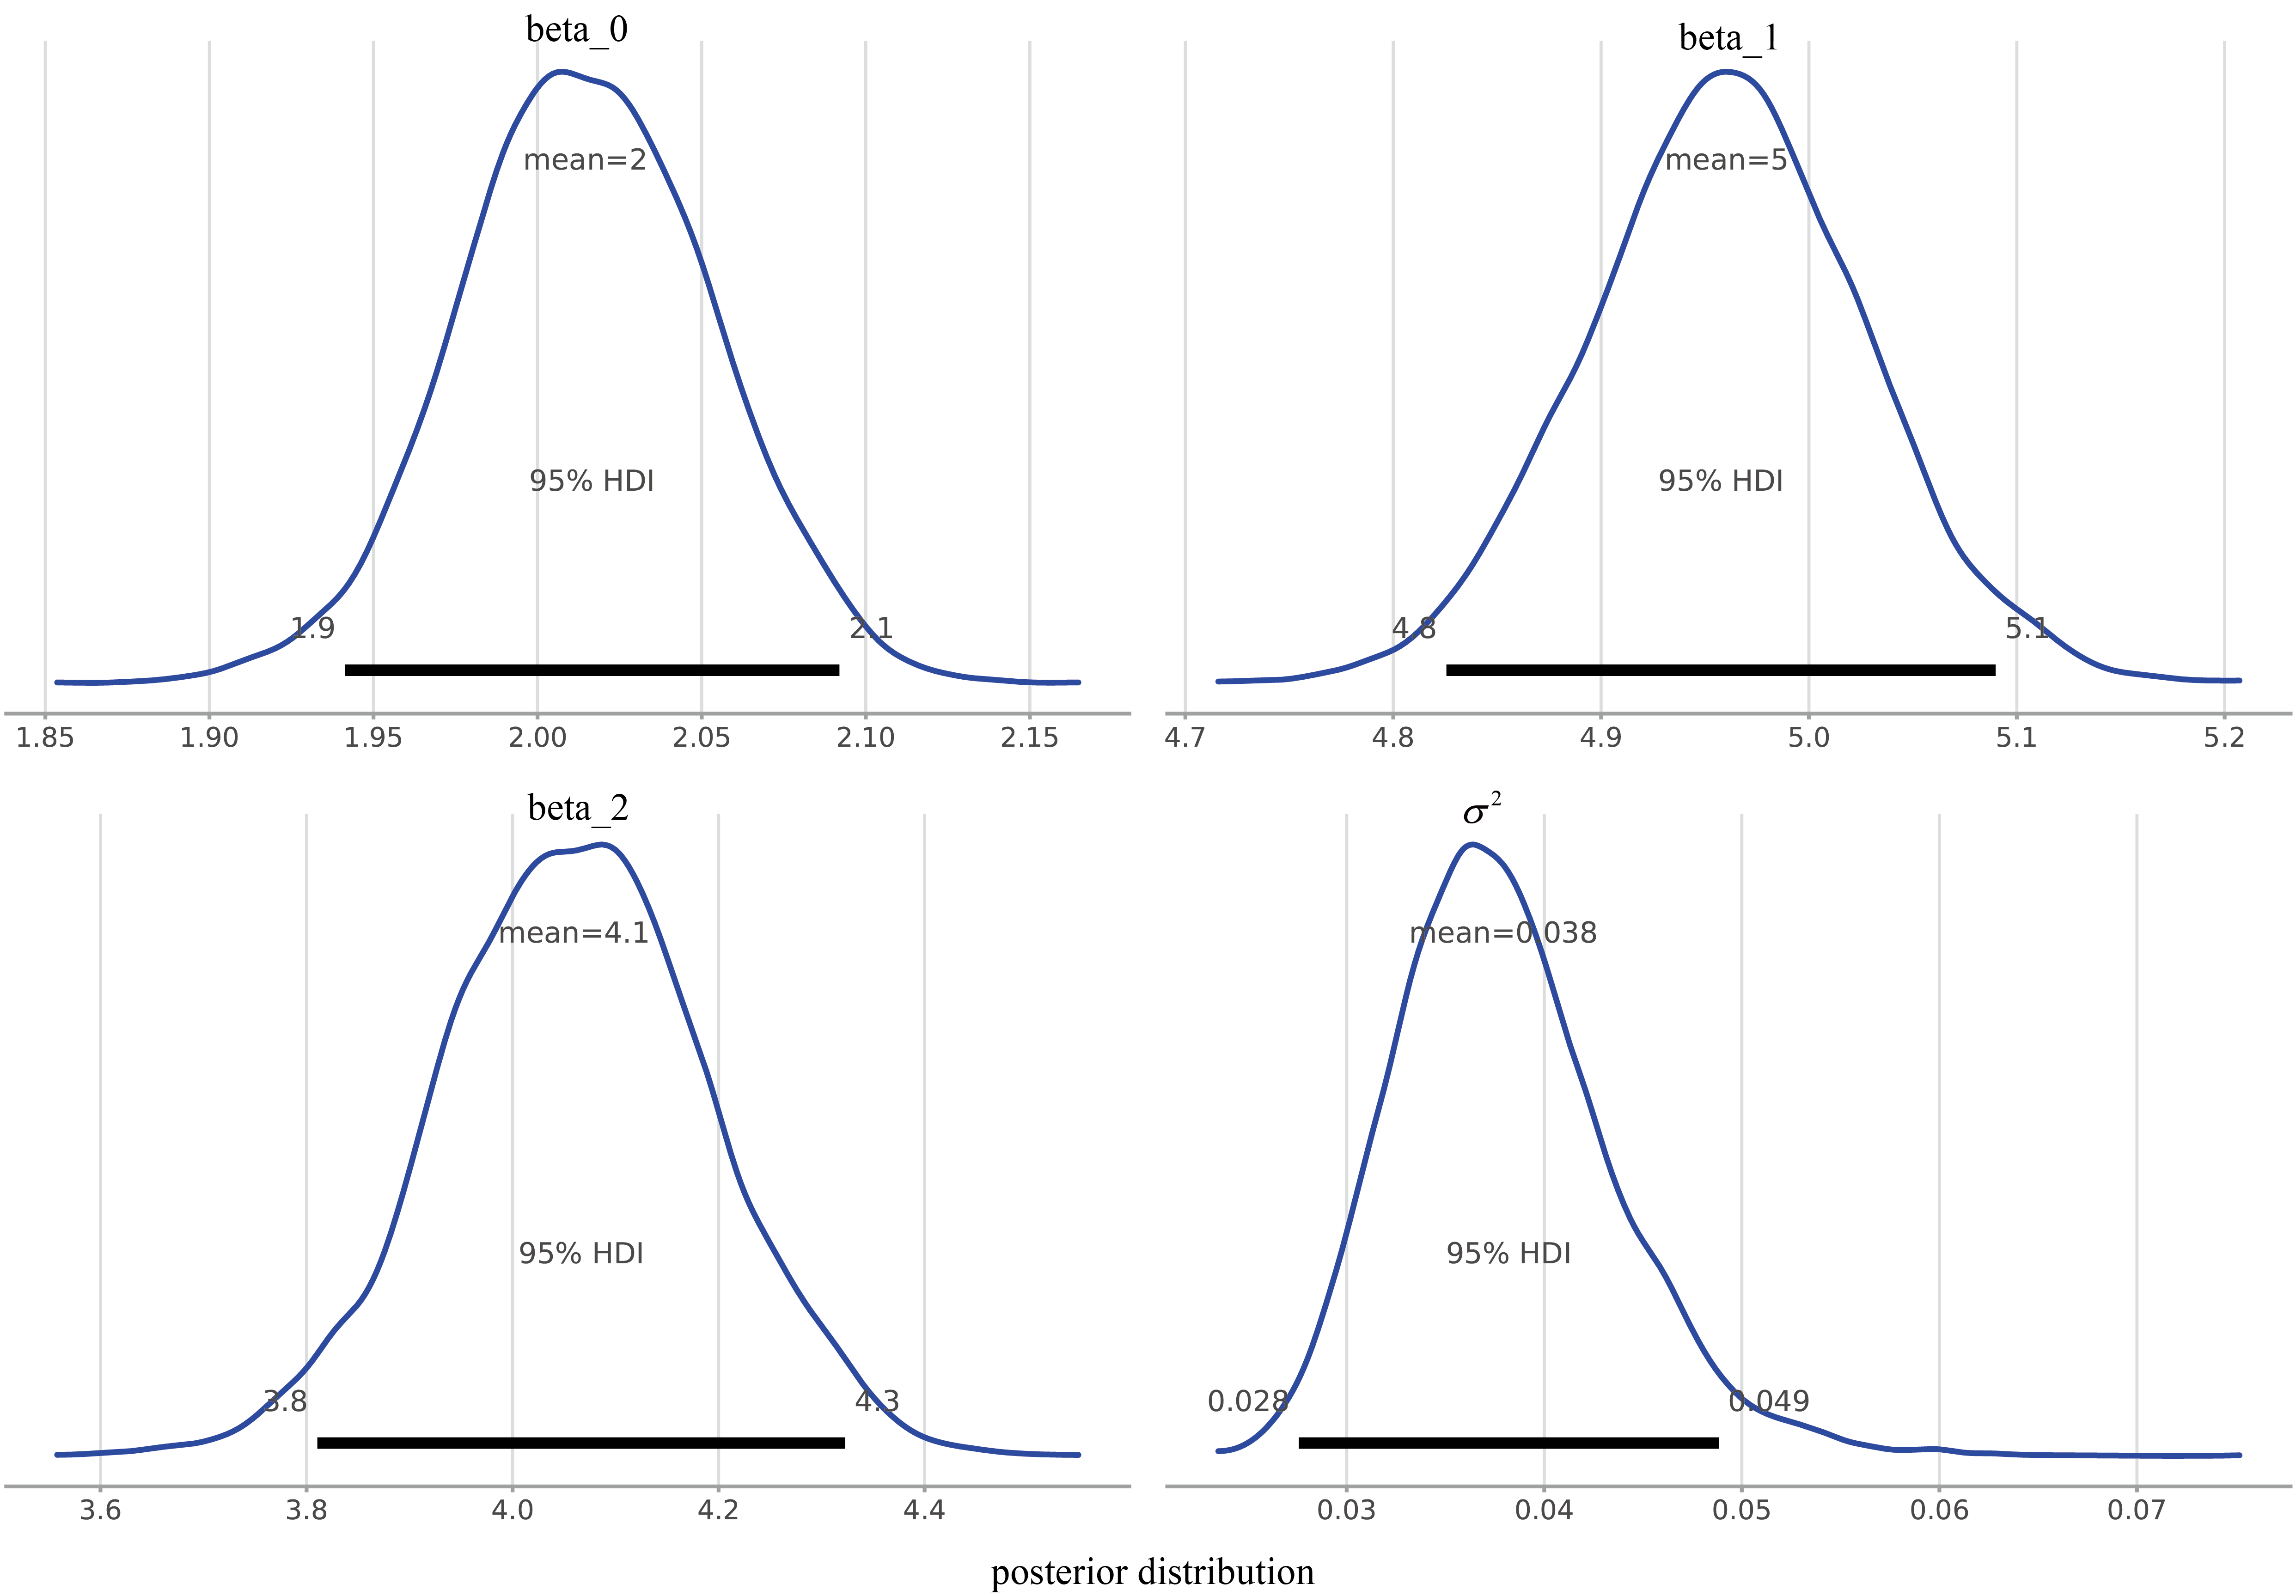 beta_0
mean=2
95% HDI
1.9 2.1
1.85 1.90 1.95 2.00 2.05 2.10 2.15
beta_1
mean=5
95% HDI
4.8 5.1
4.7 4.8 4.9 5.0 5.1 5.2
beta_2
mean=4.1
95% HDI
3.8 4.3
3.6 3.8 4.0 4.2 4.4
σ²
mean=0.038
95% HDI
0.028 0.049
0.03 0.04 0.05 0.06 0.07
posterior distribution